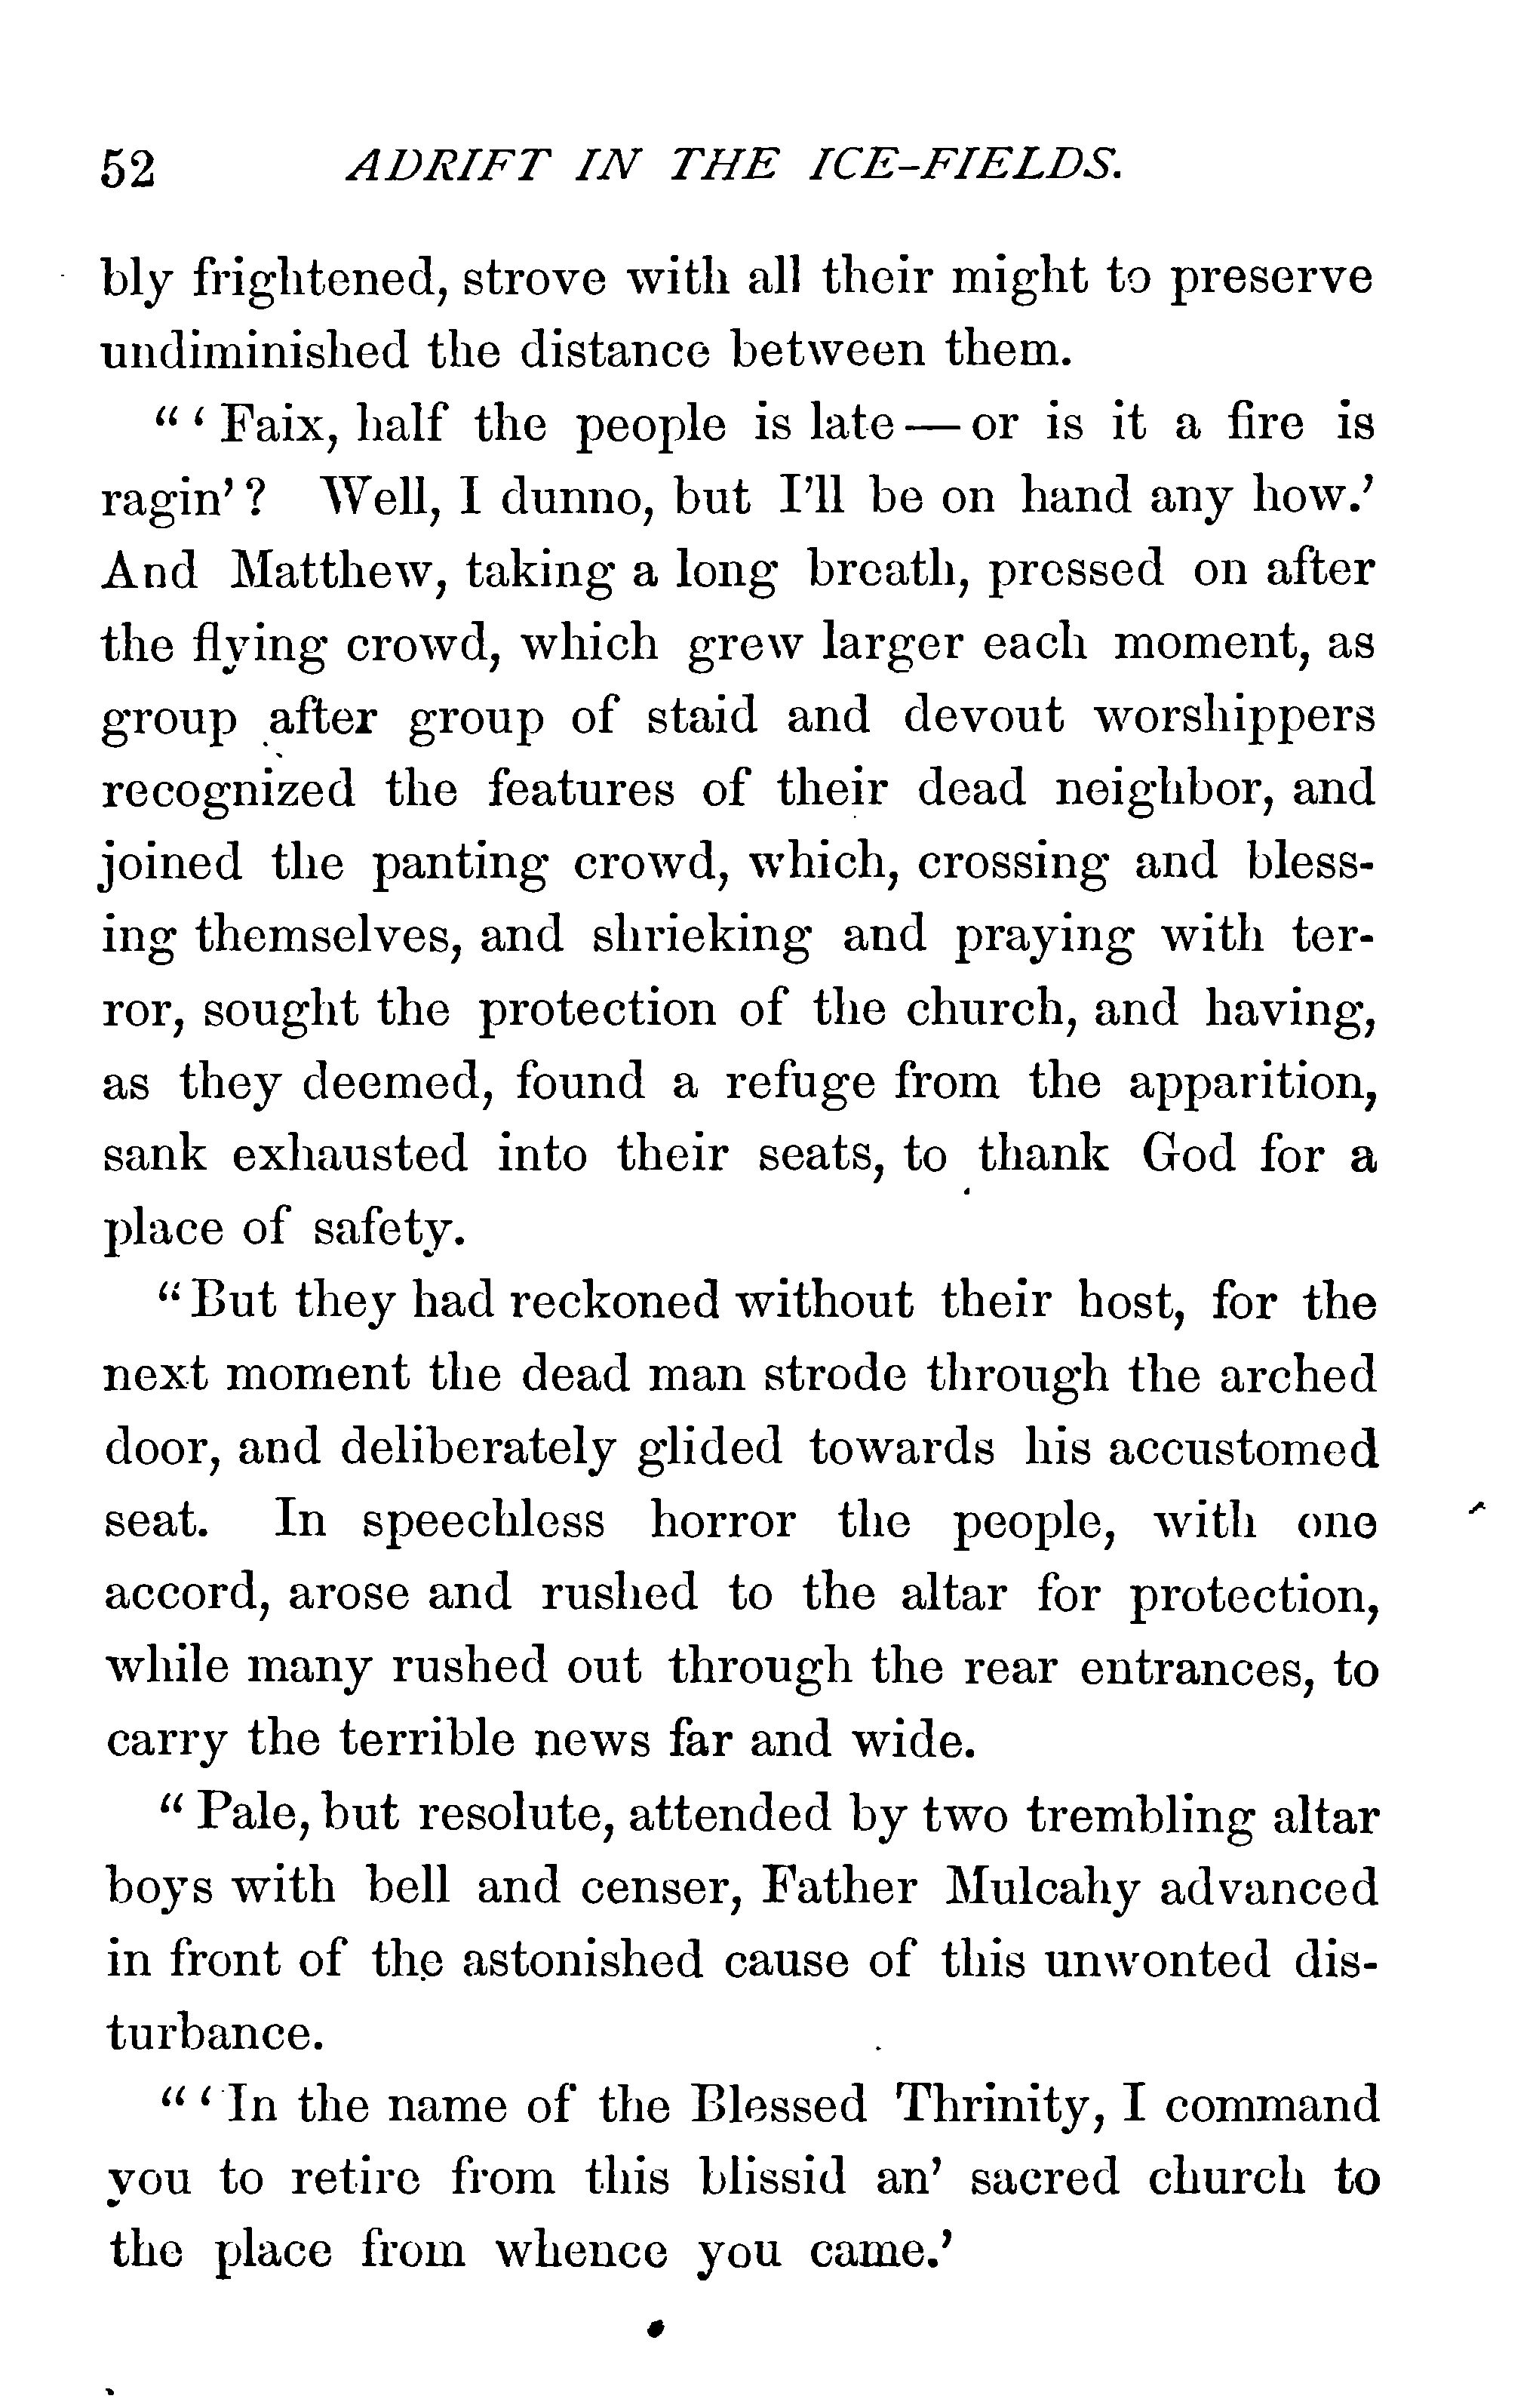 52 ADRIFT IN THE ICE-FIELDS.
bly frightened, strove with all their might to preserve
undiminished the distance between them.
“ ‘ Faix, half the people is late — or is it a fire is
ragin’ ? Well, I dunno, but I’ll be on hand any how.’
And Matthew, taking a long breath, pressed on after
the flying crowd, which grew larger each moment, as
group after group of staid and devout worshippers
recognized the features of their dead neighbor, and
joined the panting crowd, which, crossing and bless-
ing themselves, and shrieking and praying with ter-
ror, sought the protection of the church, and having,
as they deemed, found a refuge from the apparition,
sank exhausted into their seats, to thank God for a
place of safety.
“ But they had reckoned without their host, for the
next moment the dead man strode through the arched
door, and deliberately glided towards his accustomed
seat. In speechless horror the people, with one
accord, arose and rushed to the altar for protection,
while many rushed out through the rear entrances, to
carry the terrible news far and wide.
“ Pale, but resolute, attended by two trembling altar
boys with bell and censer, Father Mulcahy advanced
in front of the astonished cause of this unwonted dis-
turbance.
“ ‘ In the name of the Blessed Thrinity, I command
you to retire from this blissid an’ sacred church to
the place from whence you came.’